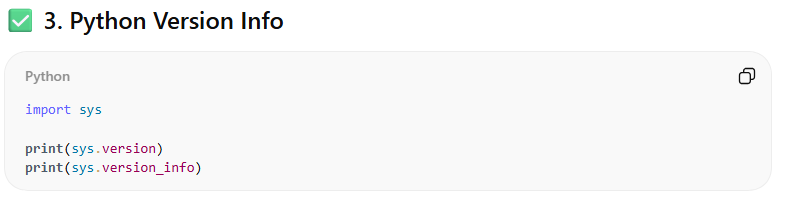 ✅ 3. Python Version Info
Python
import sys
print(sys.version)
print(sys.version_info)